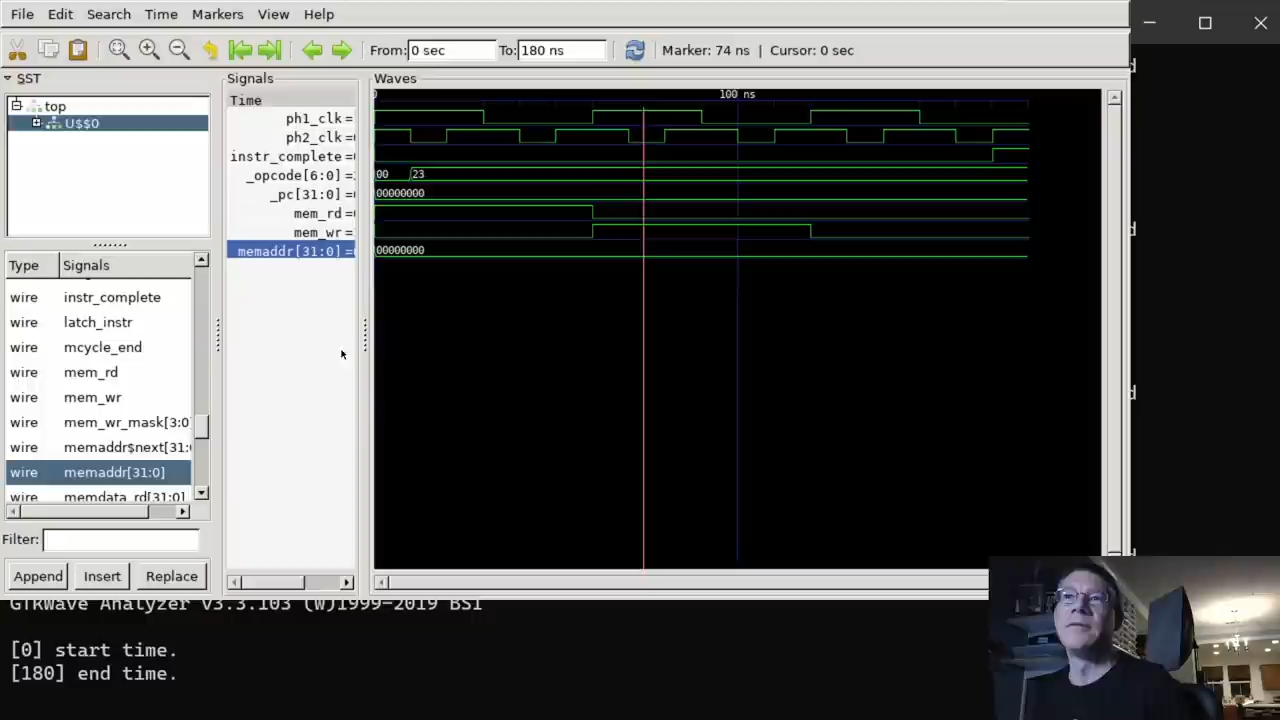 File Edit Search Time Markers View Help
From: 0 sec To: 180 ns Marker: 74 ns | Cursor: 0 sec
SST
top
U$$0
Type Signals
wire instr_complete
wire latch_instr
wire mcycle_end
wire mem_rd
wire mem_wr
wire mem_wr_mask[3:0]
wire memaddr$next[31:
wire memaddr[31:0]
wire memdata_rd[31:0]
Filter:
Append Insert Replace
Signals
Time
ph1_clk =
ph2_clk =
instr_complete =
_opcode[6:0] =
_pc[31:0] =
mem_rd =
mem_wr =
memaddr[31:0] =
Waves
0 100 ns
00 23
00000000
00000000
GTKWave Analyzer v3.3.103 (w)1999-2019 BSI
[0] start time.
[180] end time.
d
d
d
d